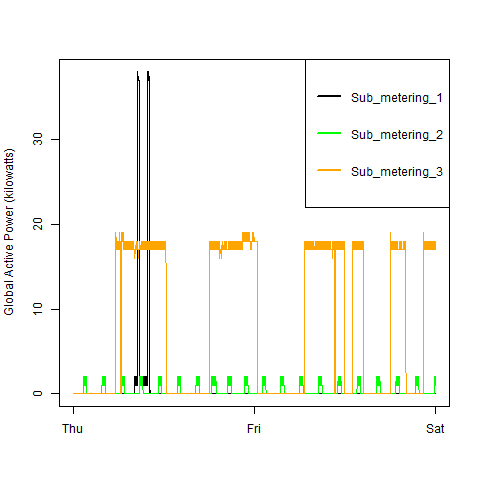 Global Active Power (kilowatts)
30
20
10
0
Sub_metering_1
Sub_metering_2
Sub_metering_3
Thu
Fri
Sat